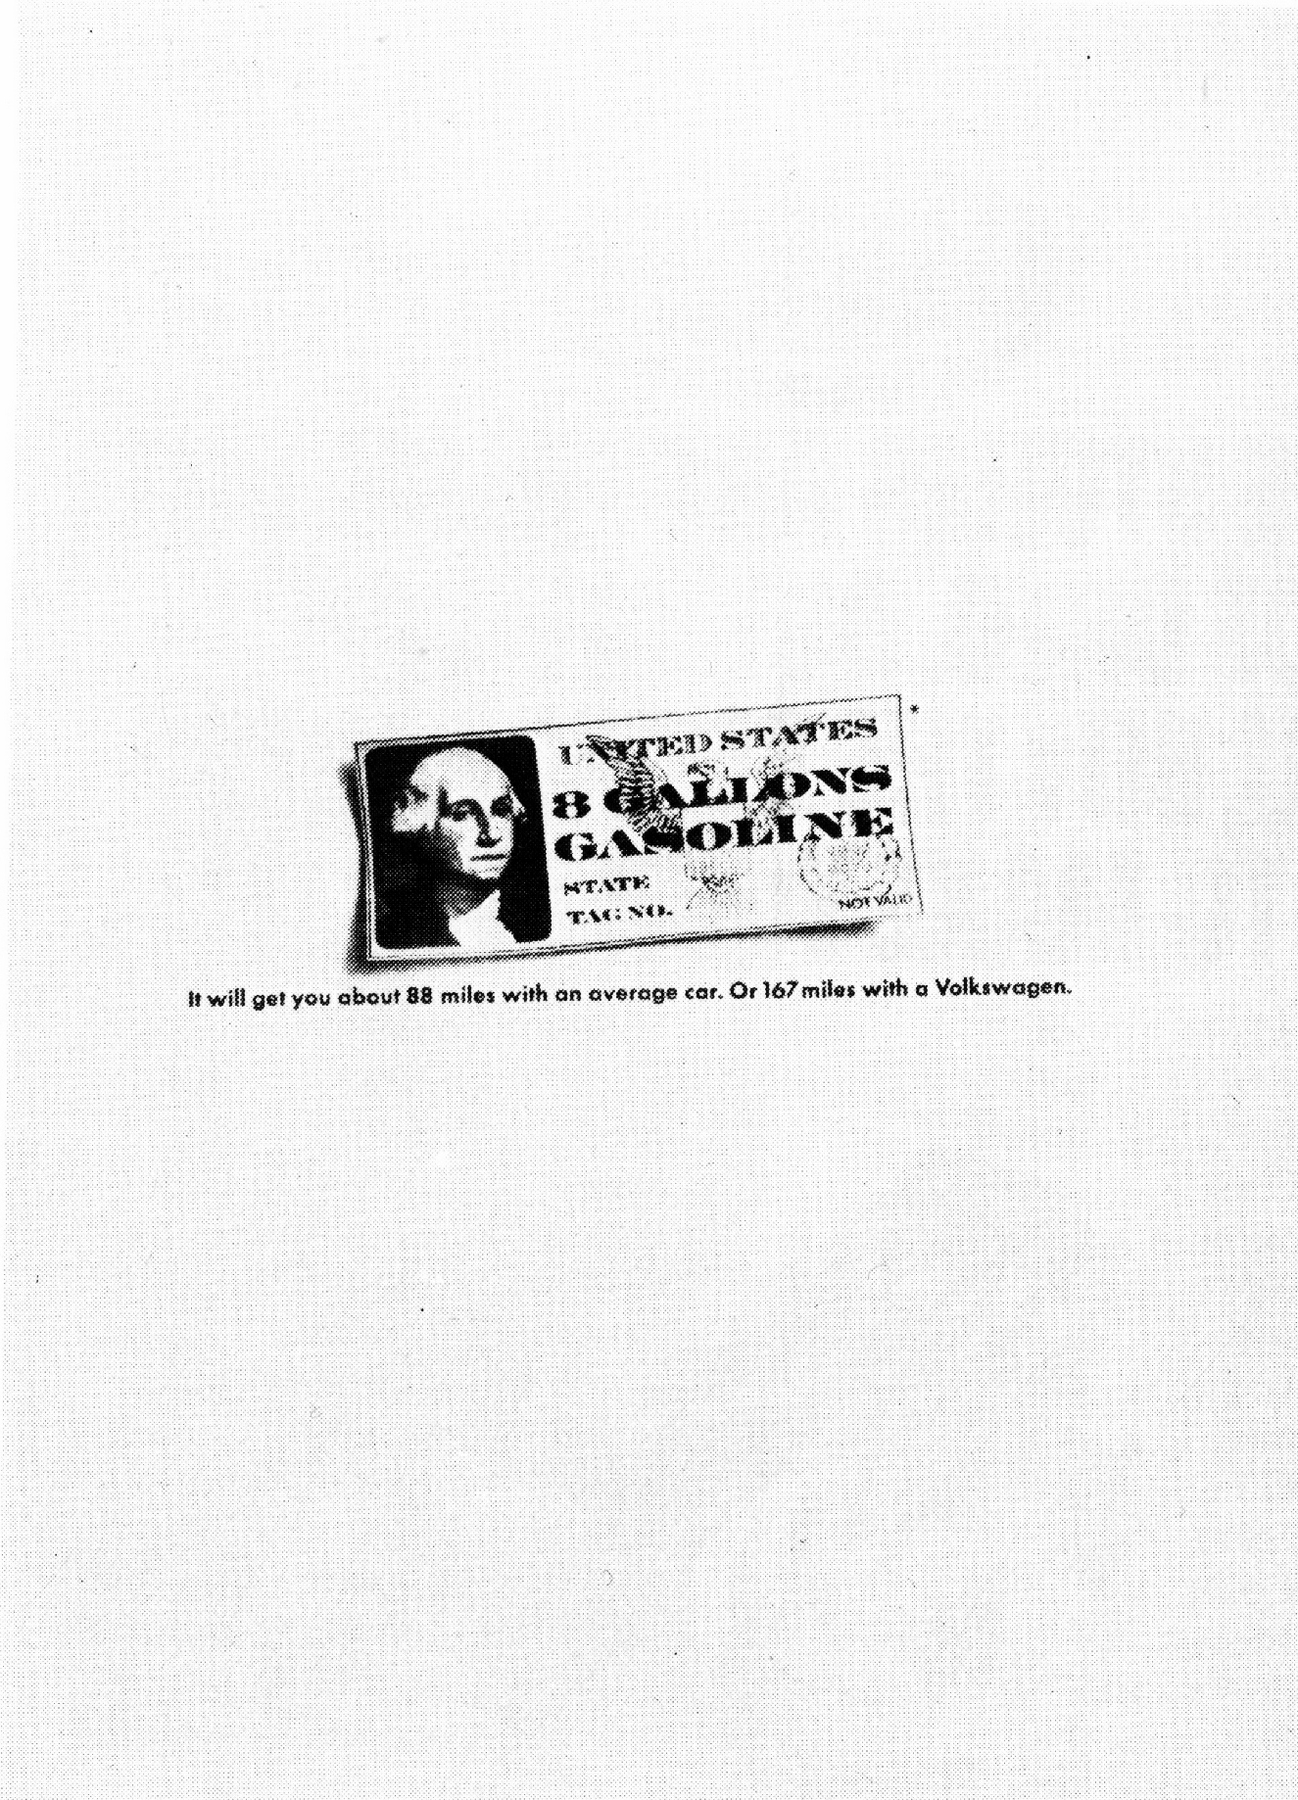 *
UNITED STATES
8 GALLONS
GASOLINE
STATE
TAG NO.
NOT VALID
It will get you about 88 miles with an average car. Or 167 miles with a Volkswagen.